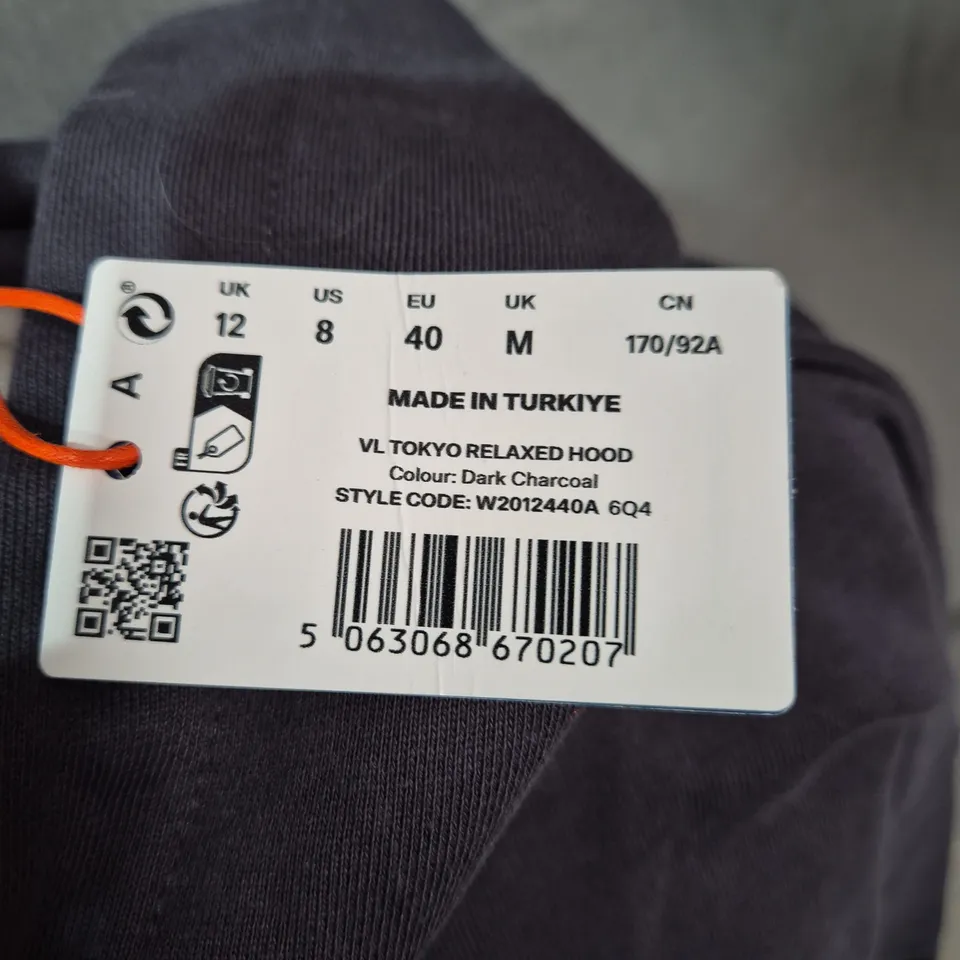 UK US EU UK CN
12 8 40 M 170/92A
A
MADE IN TURKIYE
VL TOKYO RELAXED HOOD
Colour: Dark Charcoal
STYLE CODE: W2012440A 6Q4
5 063068 670207